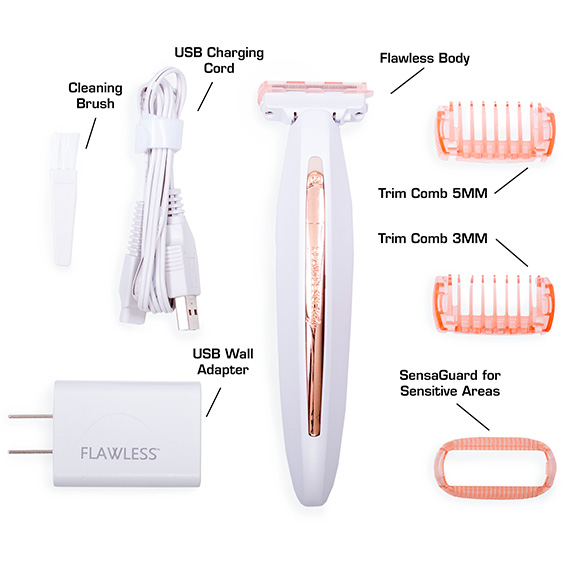 USB Charging
Cord
Flawless Body
Cleaning
Brush
Trim Comb 5MM
Trim Comb 3MM
USB Wall
Adapter
SensaGuard for
Sensitive Areas
FLAWLESS™